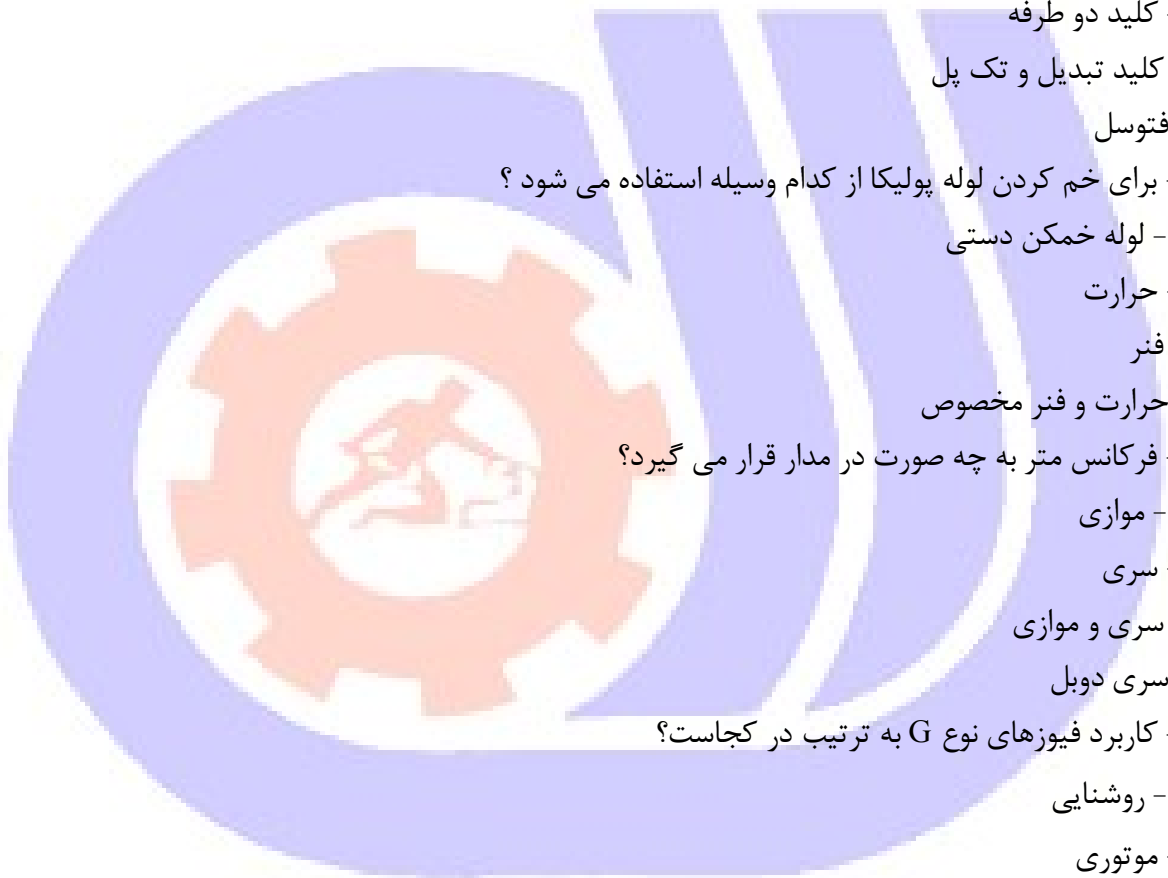 - کلید دو طرفه
کلید تبدیل و تک پل
فتوسل
- برای خم کردن لوله پولیکا از کدام وسیله استفاده می شود ؟
- لوله خمکن دستی
- حرارت
فنر
حرارت و فنر مخصوص
- فرکانس متر به چه صورت در مدار قرار می گیرد؟
- موازی
- سری
سری و موازی
سری دوبل
- کاربرد فیوزهای نوع G به ترتیب در کجاست؟
- روشنایی
- موتوری